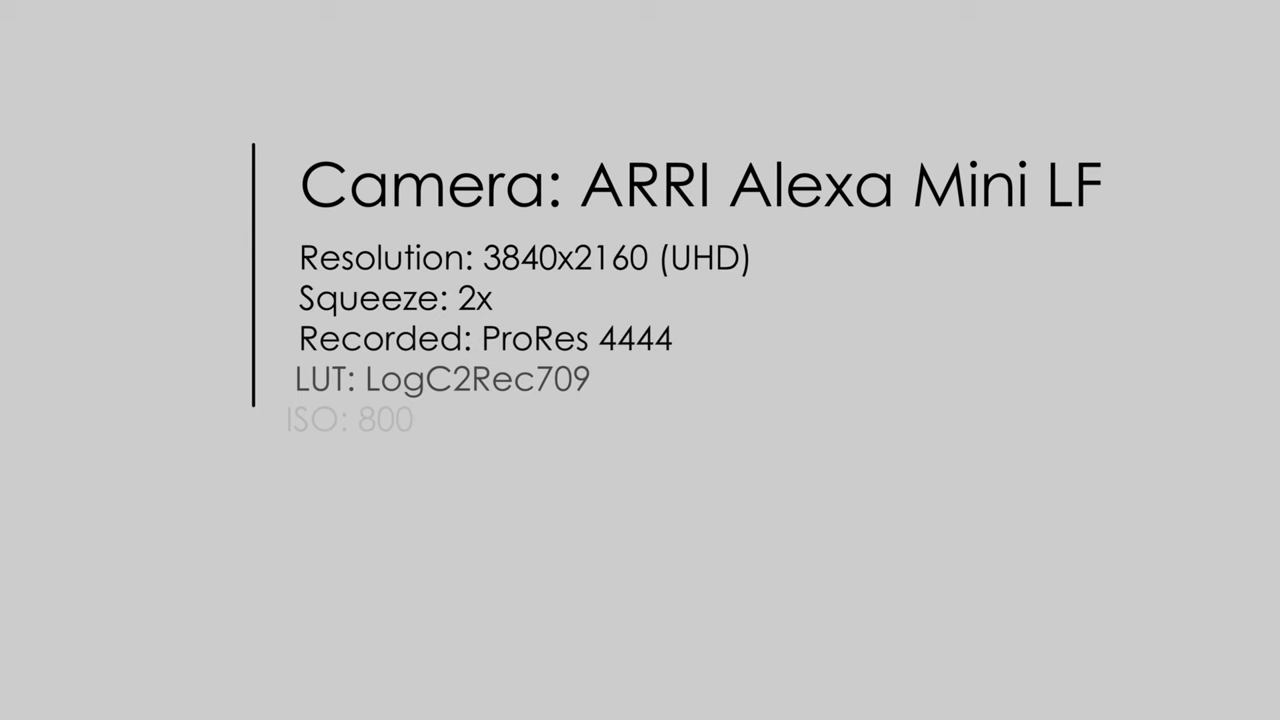 Camera: ARRI Alexa Mini LF
Resolution: 3840x2160 (UHD)
Squeeze: 2x
Recorded: ProRes 4444
LUT: LogC2Rec709
ISO: 800